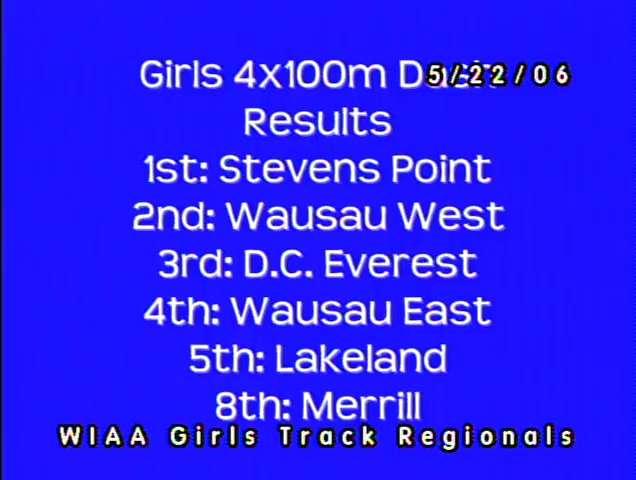 Girls 4x100m Dash
5/22/06
Results
1st: Stevens Point
2nd: Wausau West
3rd: D.C. Everest
4th: Wausau East
5th: Lakeland
8th: Merrill
WIAA Girls Track Regionals